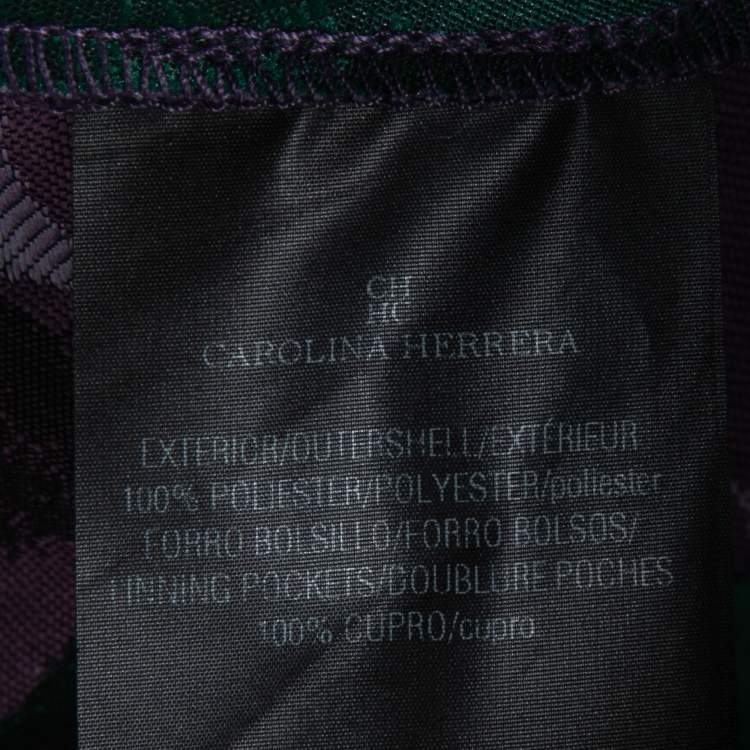 CH
HC
CAROLINA HERRERA
EXTERIOR/OUTERSHELL/EXTÉRIEUR
100% POLIESTER/POLYESTER/poliester
FORRO BOLSILLO/FORRO BOLSOS/
LINNING POCKETS/DOUBLURE POCHES
100% CUPRO/cupro